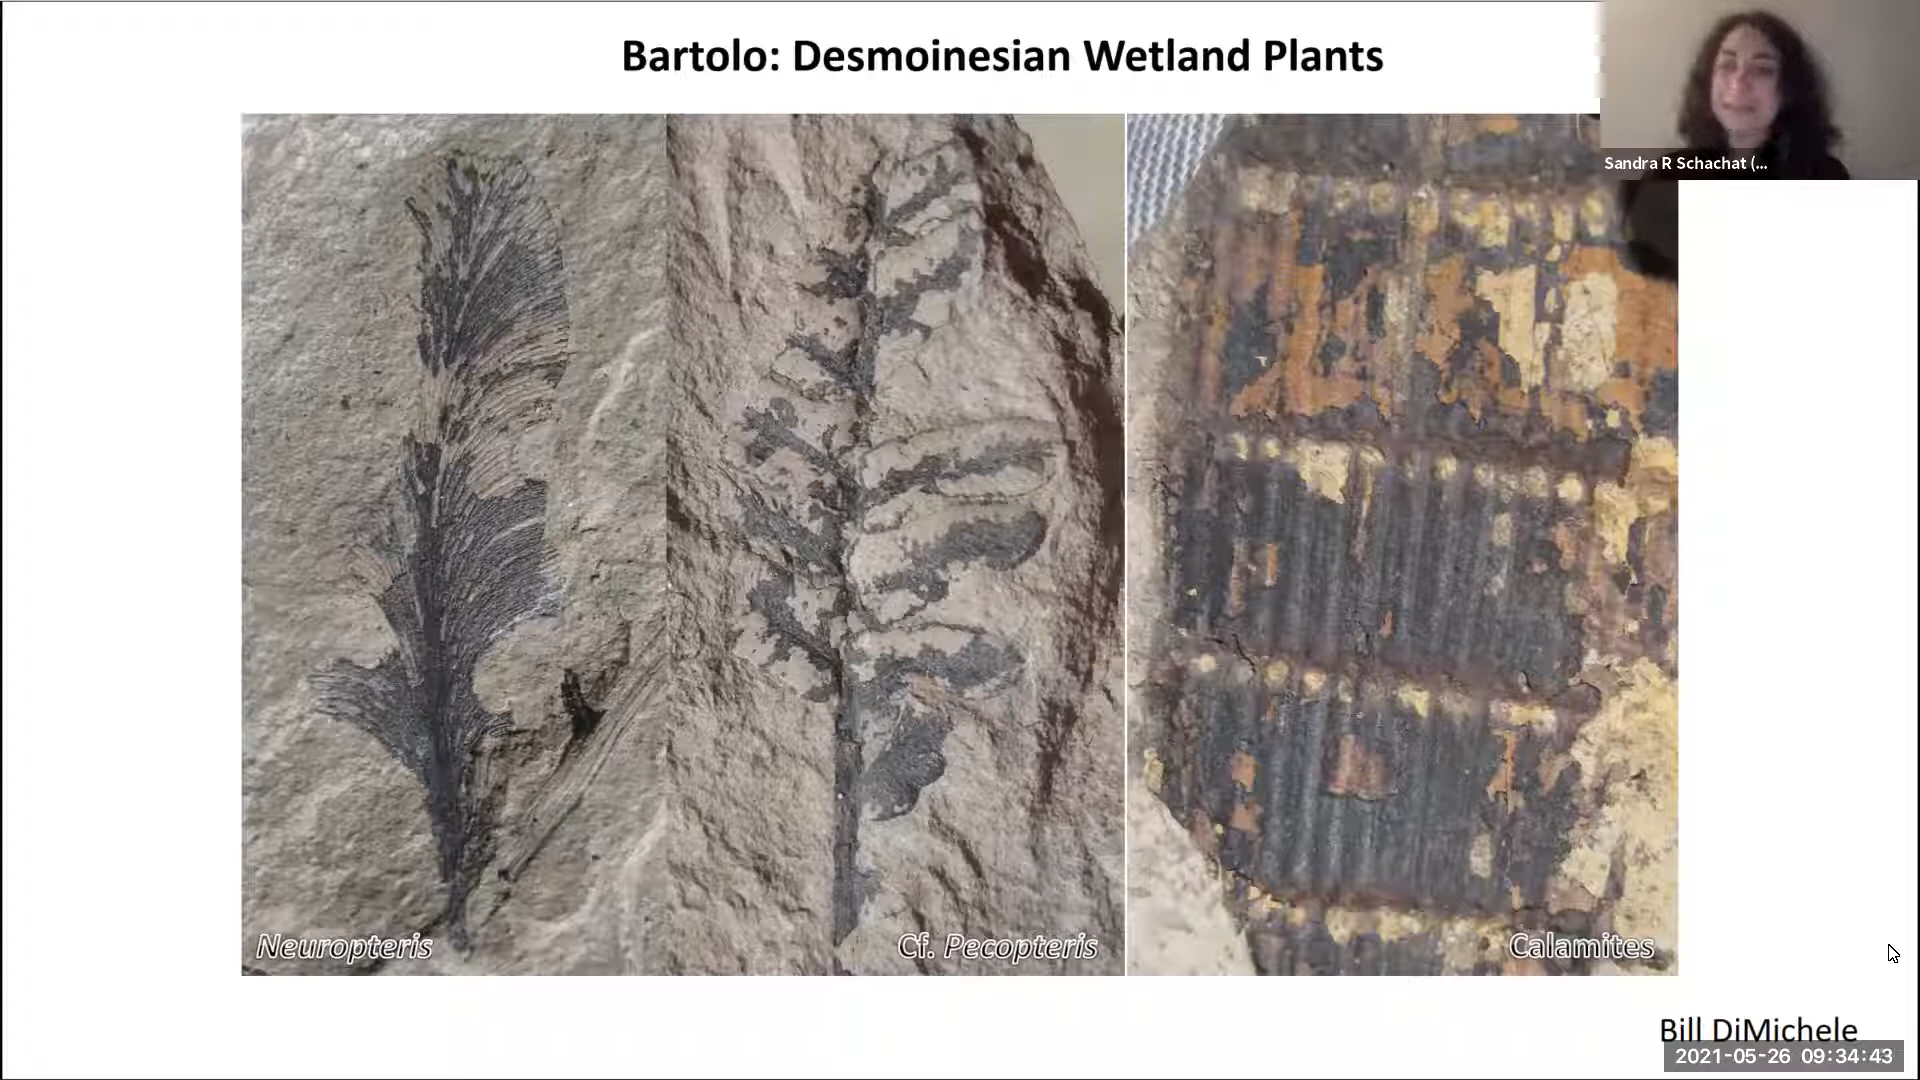 Bartolo: Desmoinesian Wetland Plants
Sandra R Schachat (...
Neuropteris
Cf. Pecopteris
Calamites
Bill DiMichele
2021-05-26 09:34:43